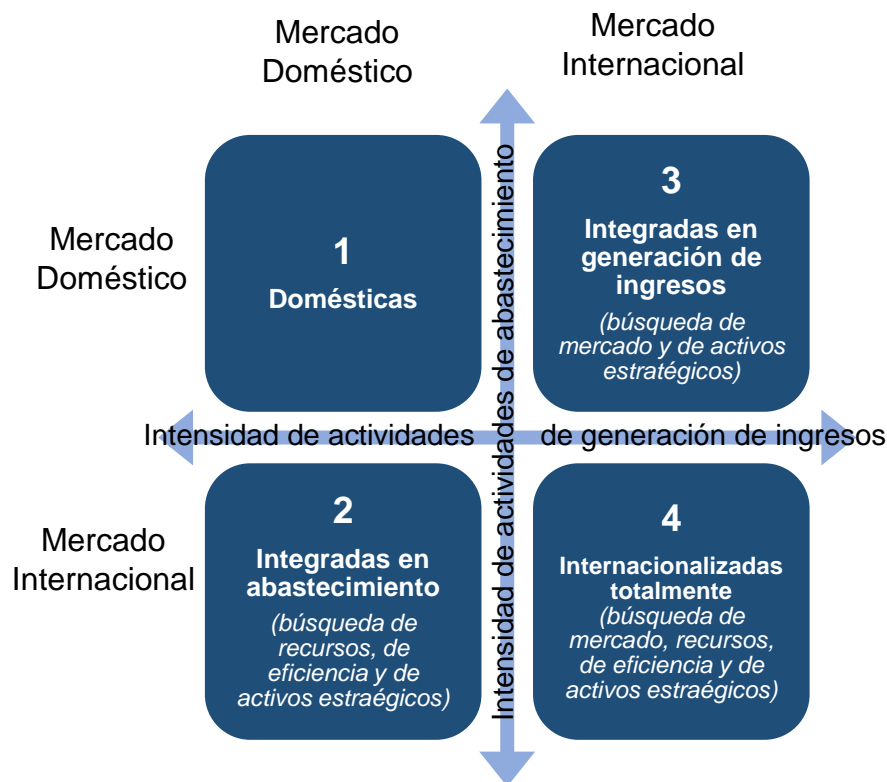 Mercado
Doméstico
Mercado
Internacional
Mercado
Doméstico
1
Domésticas
3
Integradas en
generación de
ingresos
(búsqueda de
mercado y de activos
estratégicos)
Intensidad de actividades de abastecimiento
Intensidad de actividades de generación de ingresos
Mercado
Internacional
2
Integradas en
abastecimiento
(búsqueda de
recursos, de
eficiencia y de
activos estraégicos)
4
Internacionalizadas
totalmente
(búsqueda de
mercado, recursos,
de eficiencia y de
activos estraégicos)